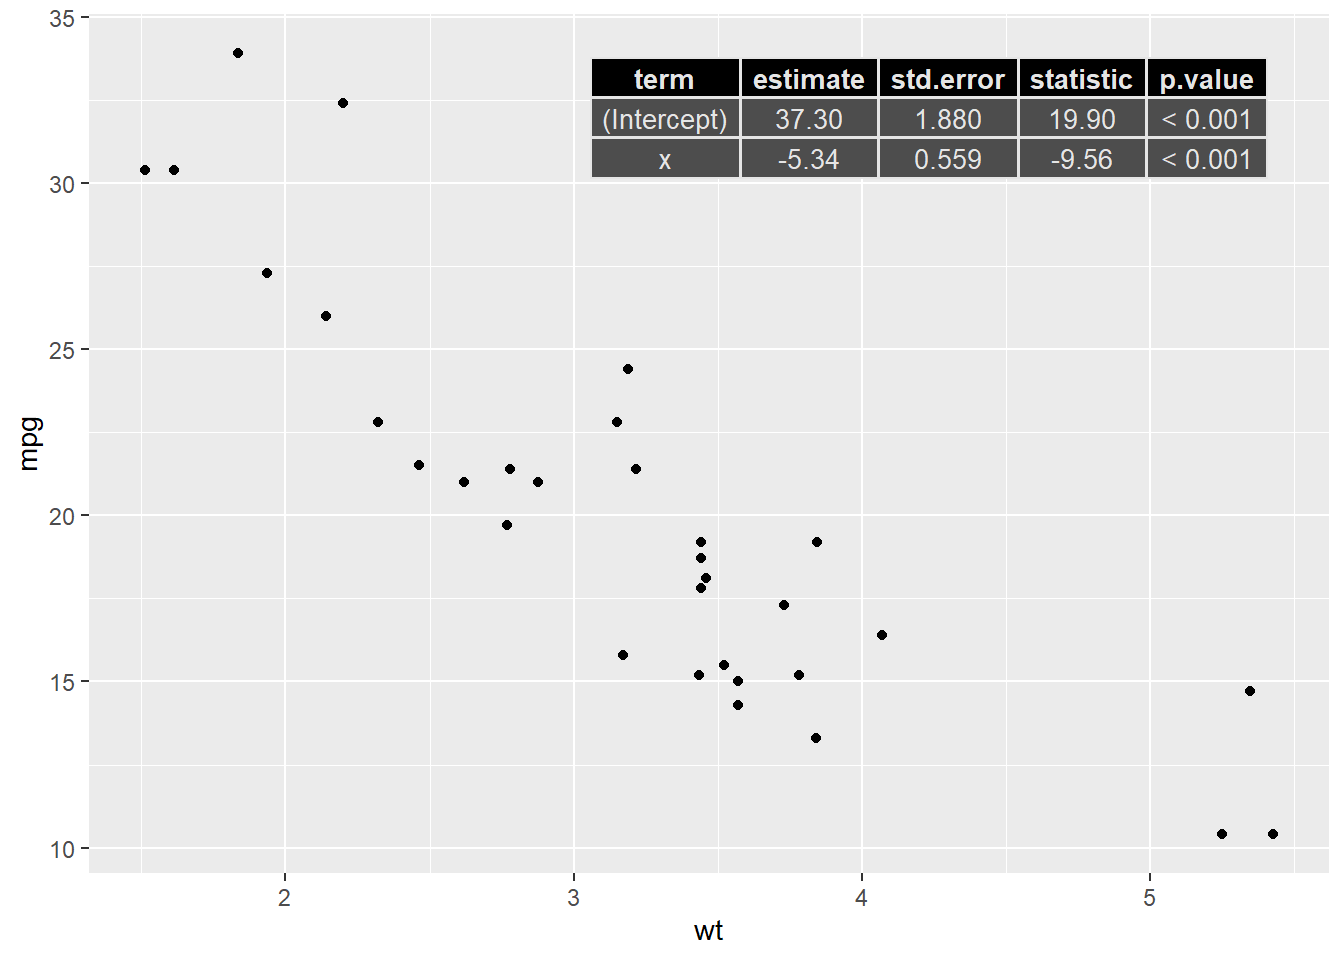 35
term estimate std.error statistic p.value
(Intercept) 37.30 1.880 19.90 < 0.001
x -5.34 0.559 -9.56 < 0.001
30
25
mpg
20
15
10
2 3 4 5
wt